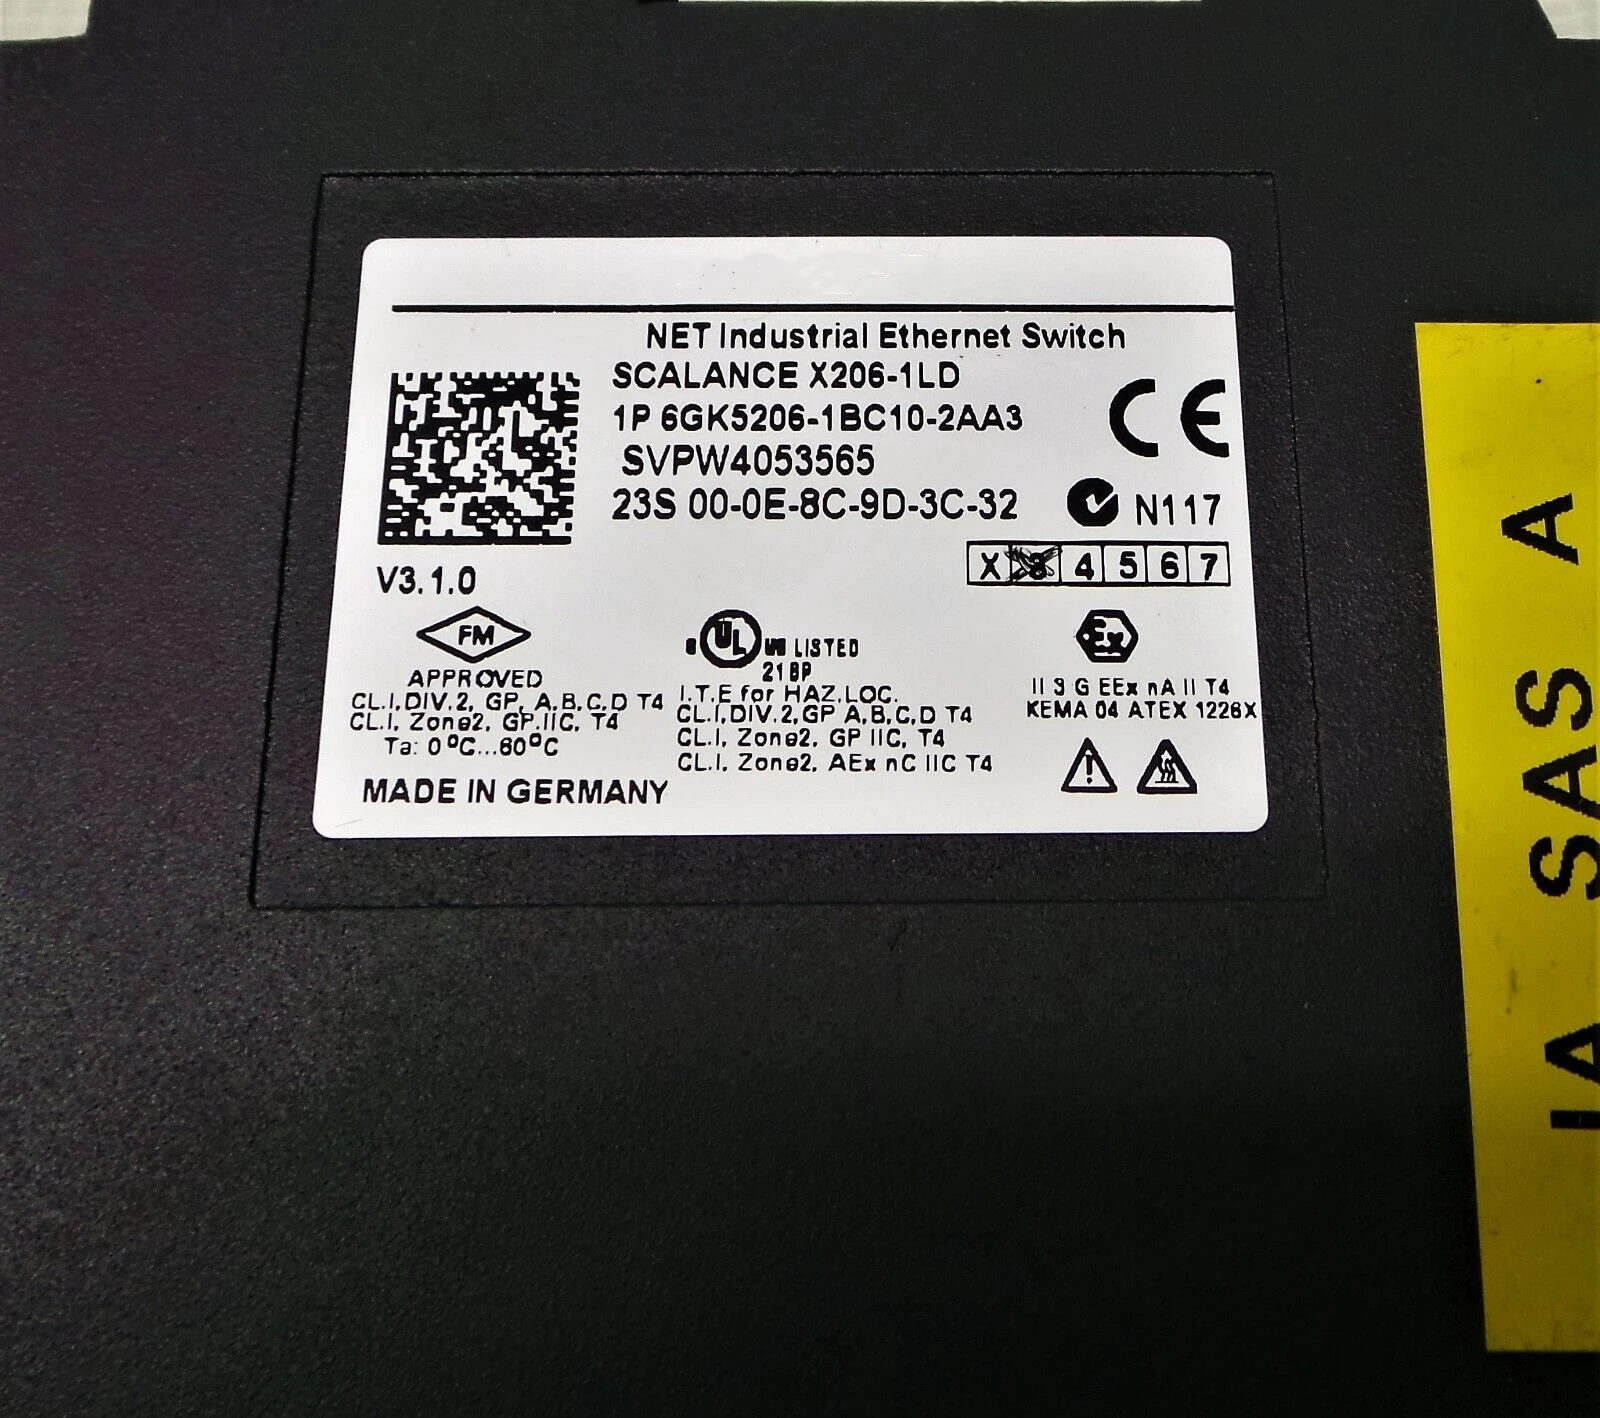 NET Industrial Ethernet Switch
SCALANCE X206-1LD
1P 6GK5206-1BC10-2AA3
SVPW4053565
23S 00-0E-8C-9D-3C-32
N117
X 3 4 5 6 7
V3.1.0
FM
APPROVED
CL.I,DIV.2, GP, A,B,C,D T4
CL.I, Zone2, GP.IIC, T4
Ta: 0°C...60°C
UL LISTED
21BP
I.T.E for HAZ.LOC.
CL.I,DIV.2,GP A,B,C,D T4
CL.I, Zone2, GP IIC, T4
CL.I, Zone2, AEx nC IIC T4
Ex
II 3 G EEx nA II T4
KEMA 04 ATEX 1226X
MADE IN GERMANY
CE
IA SAS A